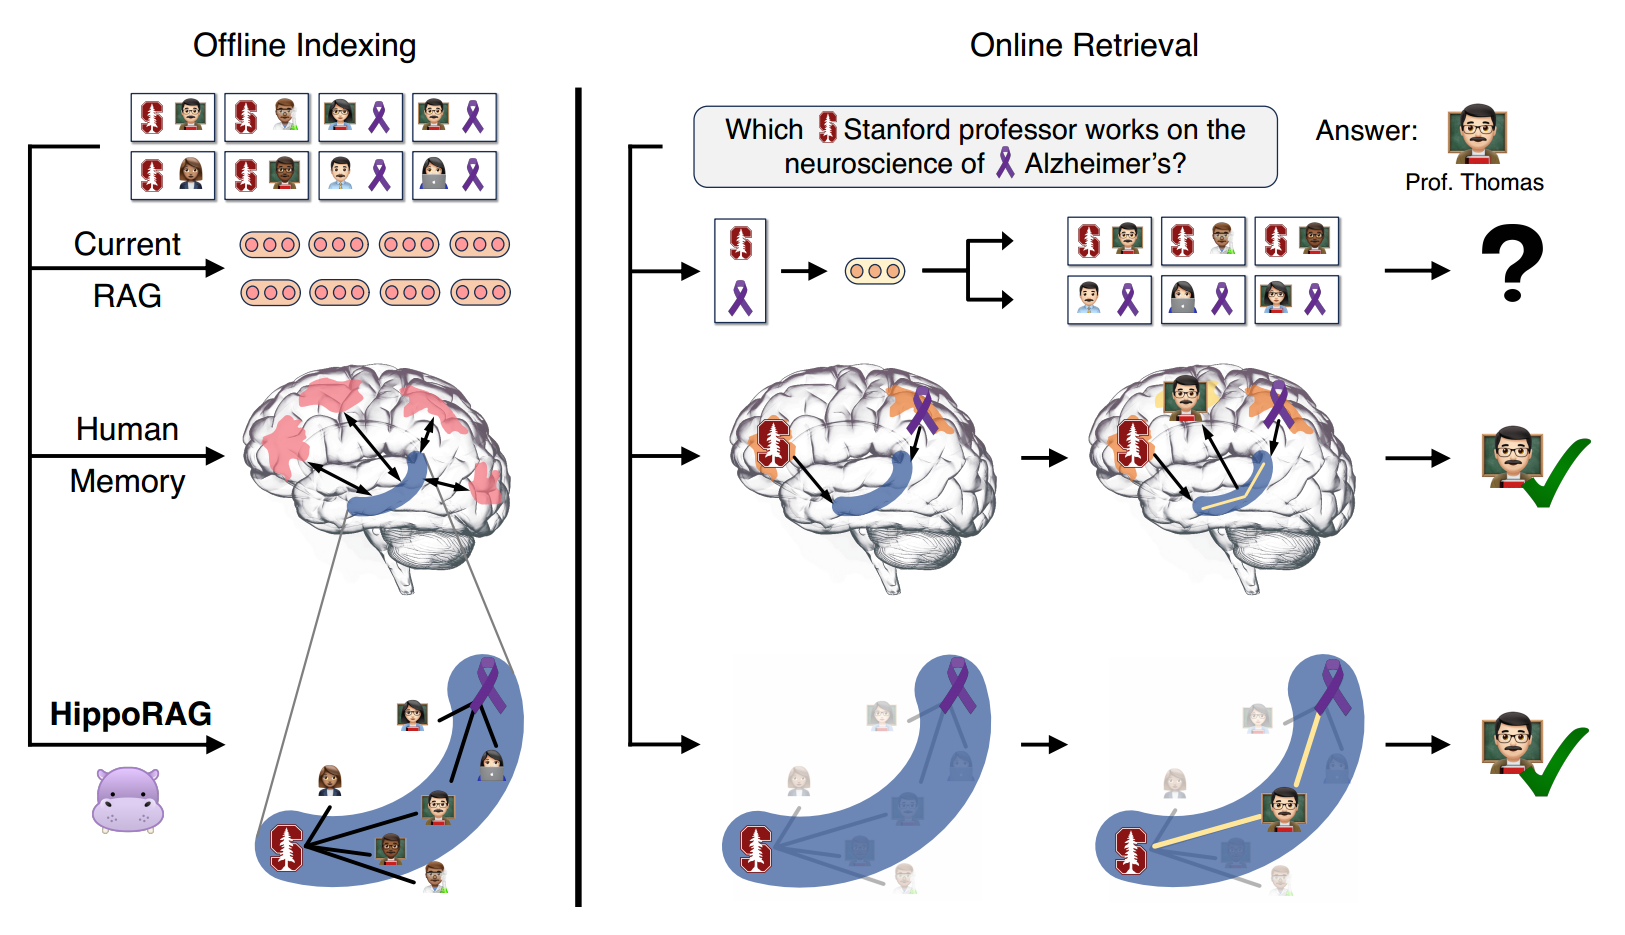 Offline Indexing
Online Retrieval
Which S Stanford professor works on the
neuroscience of Alzheimer's?
Answer:
Prof. Thomas
Current
RAG
?
Human
Memory
HippoRAG